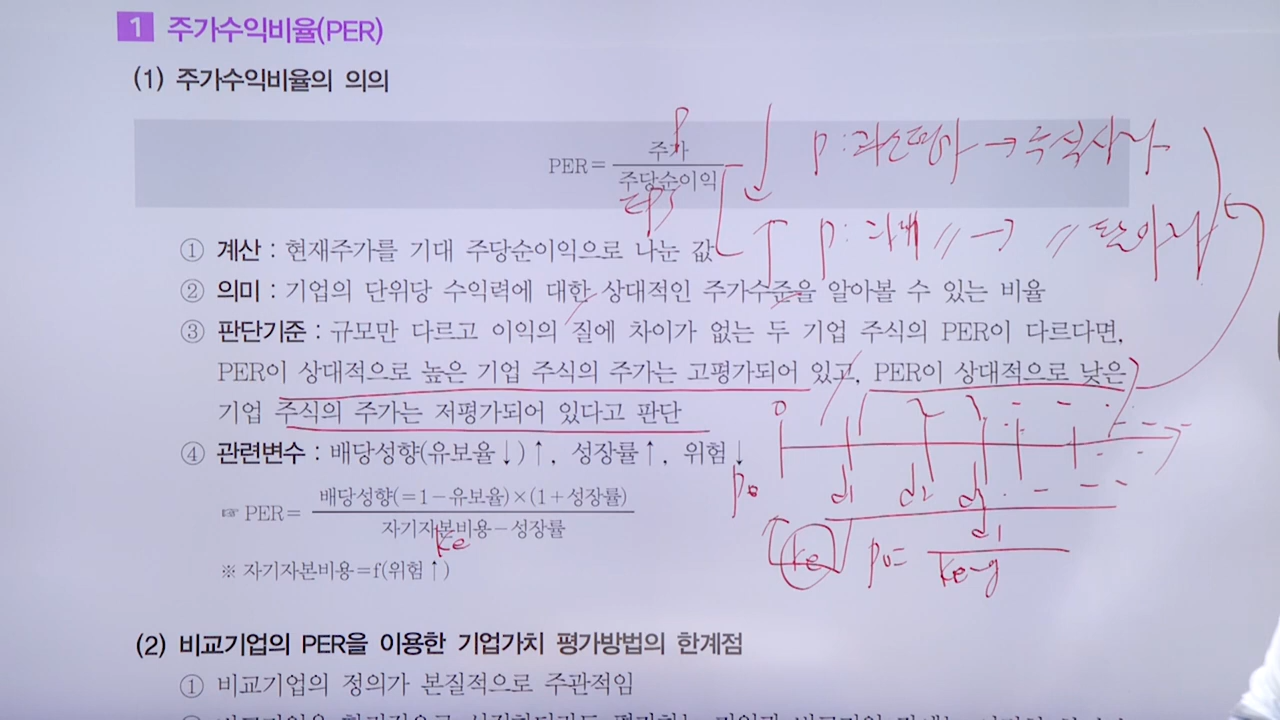 1 주가수익비율(PER)
(1) 주가수익비율의 의의
PER= 주가 / 주당순이익
P
EPS
↓ P : 과소평가 →
↑ P : 과대 〃 → 〃
① 계산 : 현재주가를 기대 주당순이익으로 나눈 값
② 의미 : 기업의 단위당 수익력에 대한 상대적인 주가수준을 알아볼 수 있는 비율
③ 판단기준 : 규모만 다르고 이익의 질에 차이가 없는 두 기업 주식의 PER이 다르다면,
PER이 상대적으로 높은 기업 주식의 주가는 고평가되어 있고, PER이 상대적으로 낮은
기업 주식의 주가는 저평가되어 있다고 판단
0 1 2 3
④ 관련변수 : 배당성향(유보율↓)↑, 성장률↑, 위험↓
P0 d1 d2 d3
☞ PER= 배당성향(=1-유보율)×(1+성장률) / 자기자본비용-성장률
ke
ke P0= d1 / ke-g
※ 자기자본비용=f(위험↑)
(2) 비교기업의 PER을 이용한 기업가치 평가방법의 한계점
① 비교기업의 정의가 본질적으로 주관적임